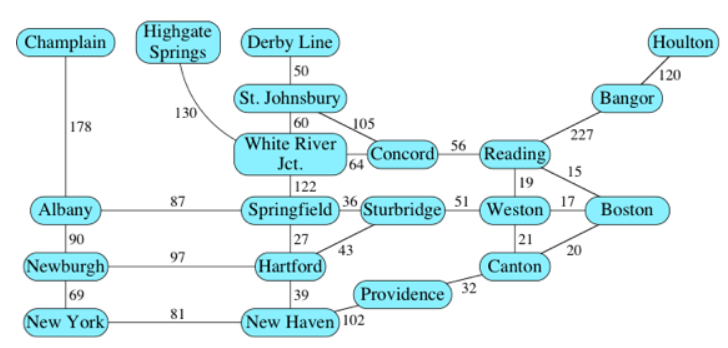 Highgate
Springs
Champlain
Derby Line
Houlton
50
120
St. Johnsbury
Bangor
178
130
60
105
227
White River
Jct.
64
Concord
56
Reading
122
19
15
Albany
87
Springfield
36
Sturbridge
51
Weston
17
Boston
90
27
43
21
20
Newburgh
97
Hartford
Canton
69
39
Providence
32
New York
81
New Haven
102